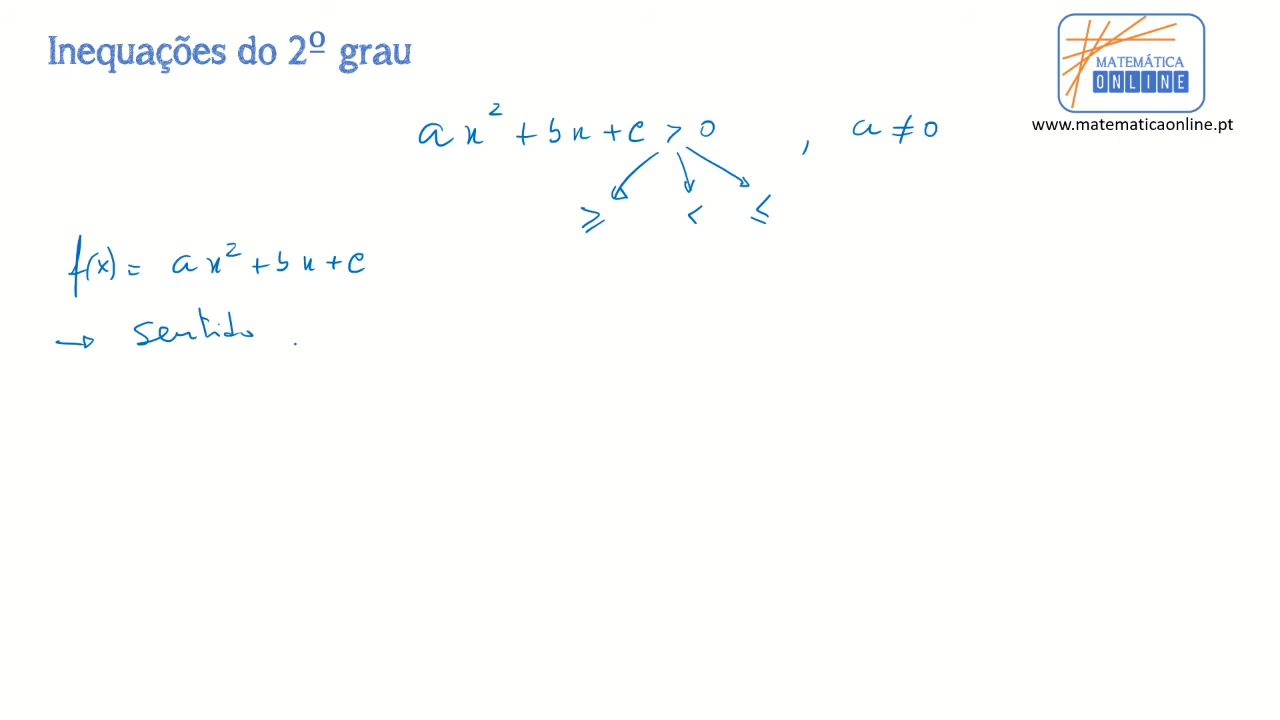 Inequações do 2º grau
MATEMÁTICA
ONLINE
www.matematicaonline.pt
ax² + bx + c > 0 , a ≠ 0
≥ < ≤
f(x) = ax² + bx + c
→ sentido